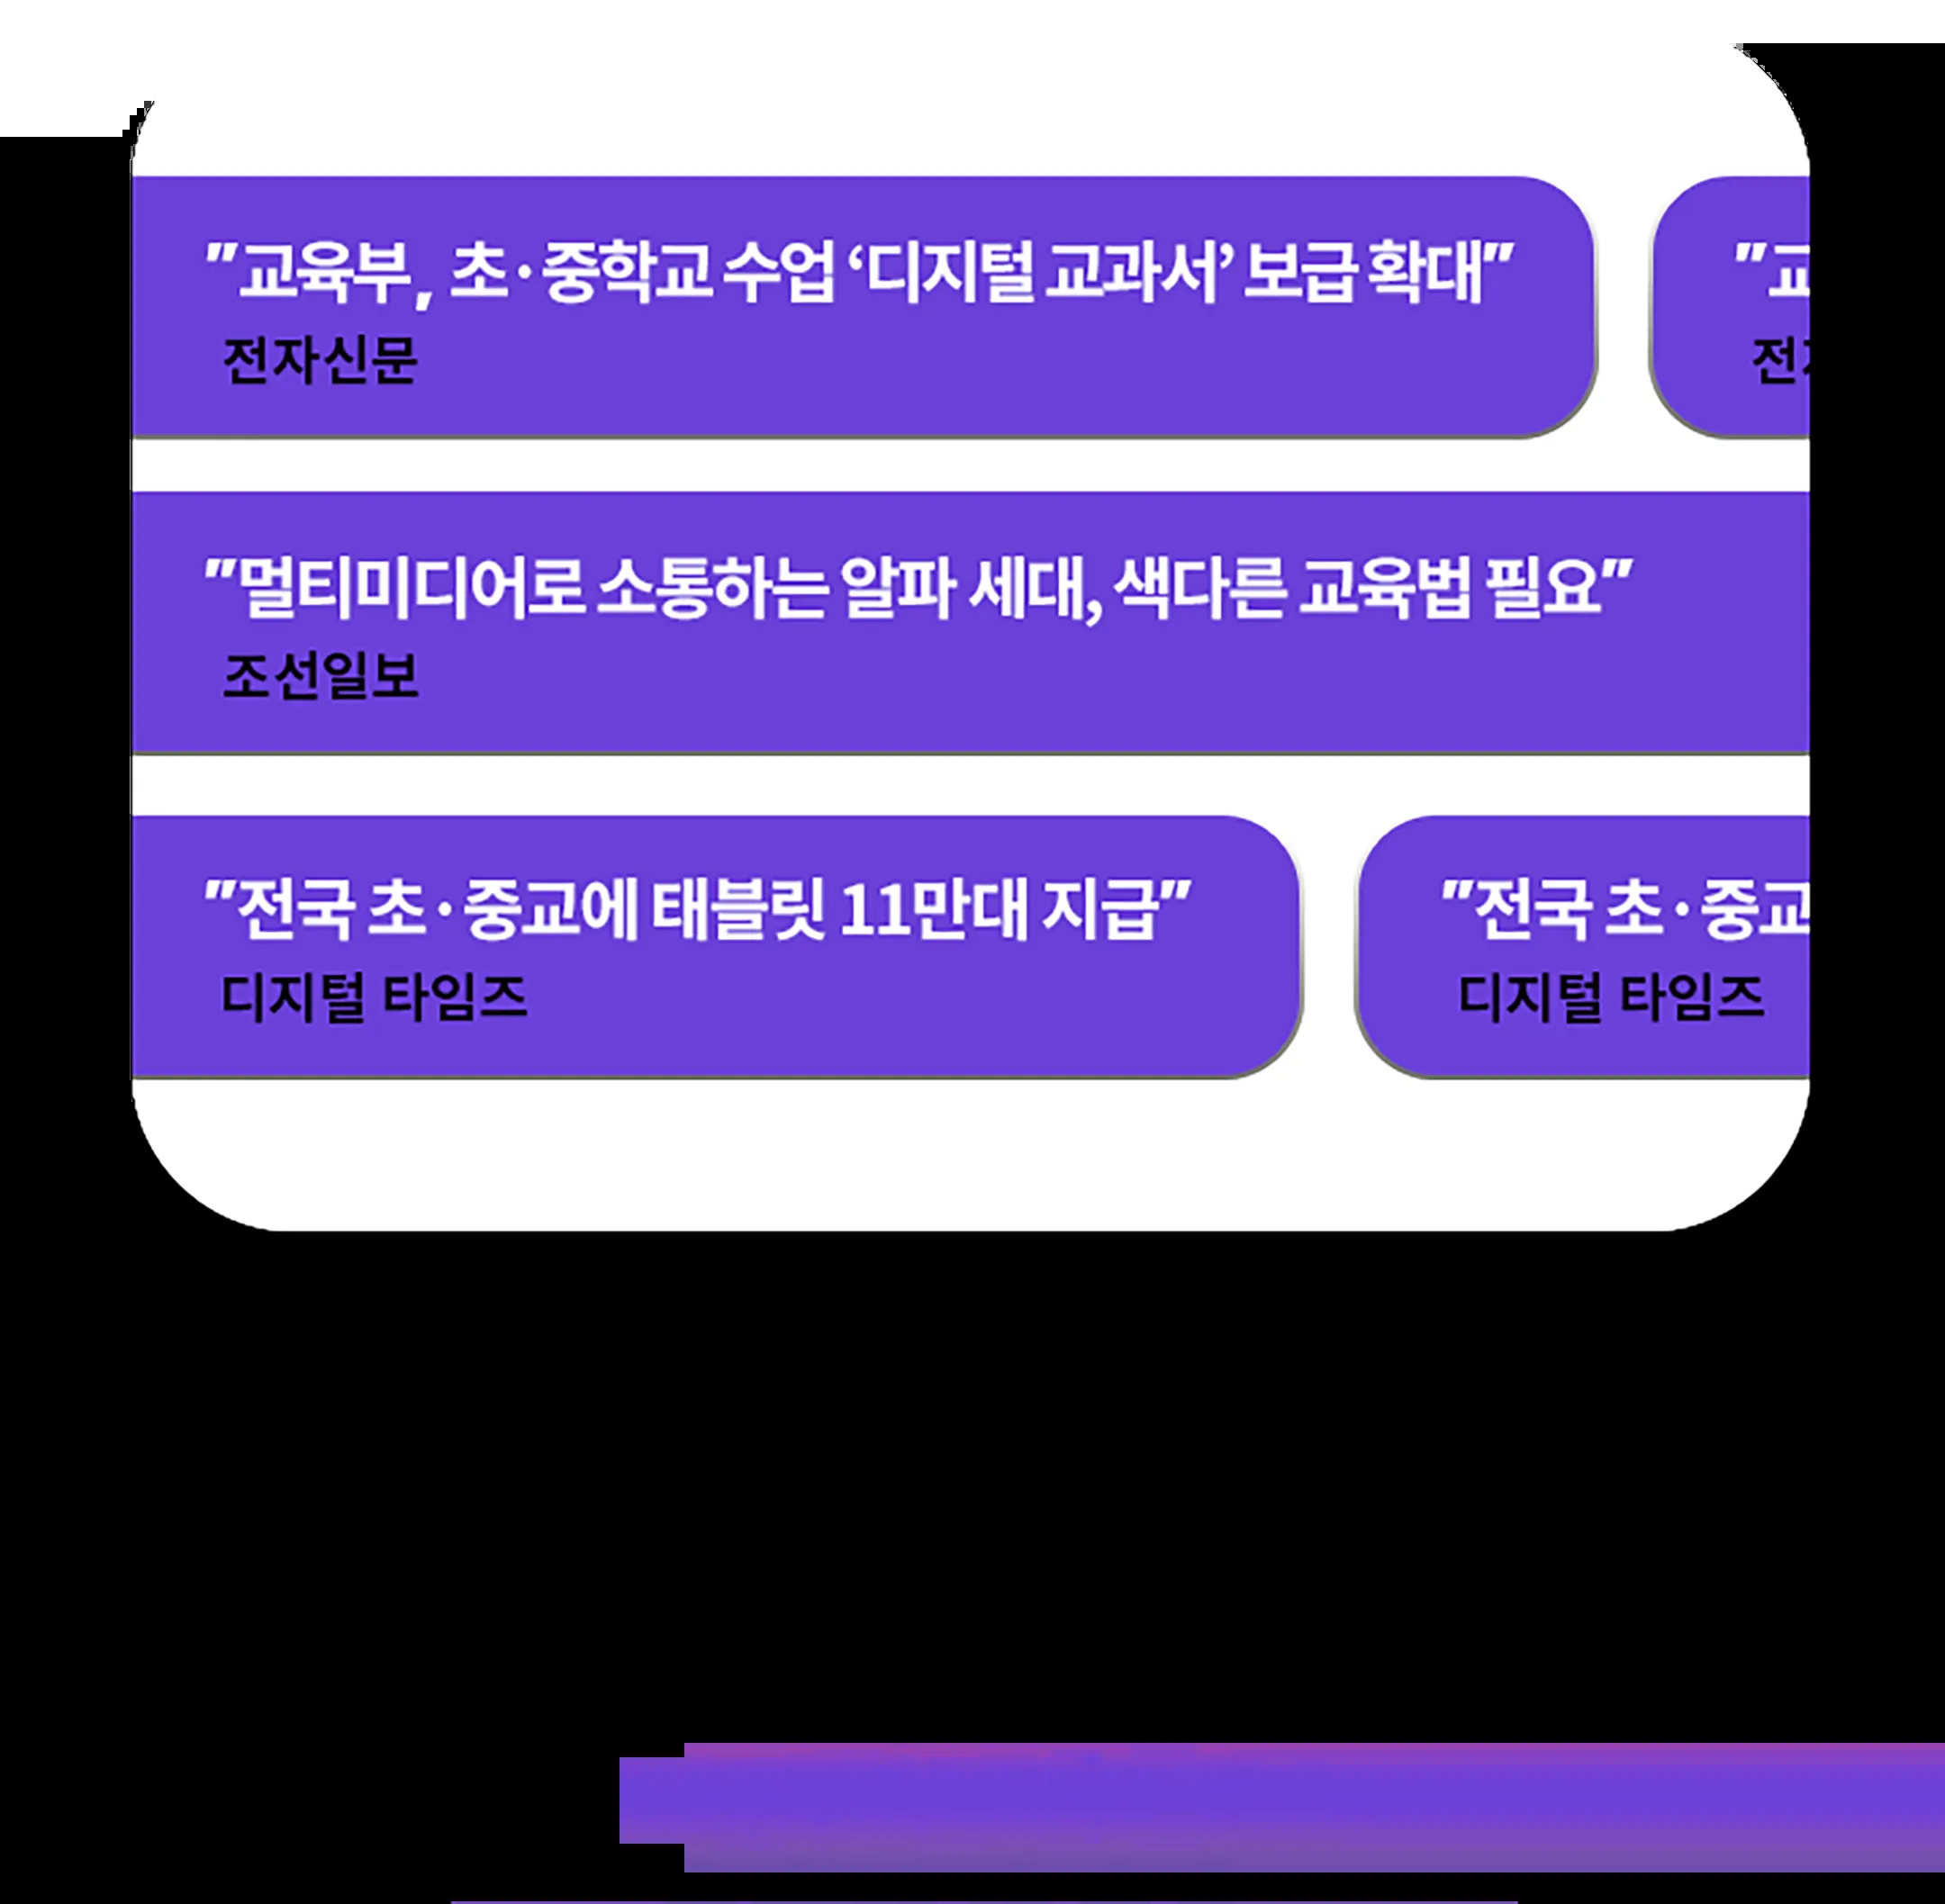 "교육부, 초·중학교 수업 ‘디지털 교과서’ 보급 확대"
전자신문
"교
전
"멀티미디어로 소통하는 알파 세대, 색다른 교육법 필요"
조선일보
"전국 초·중교에 태블릿 11만대 지급"
디지털 타임즈
"전국 초·중교
디지털 타임즈